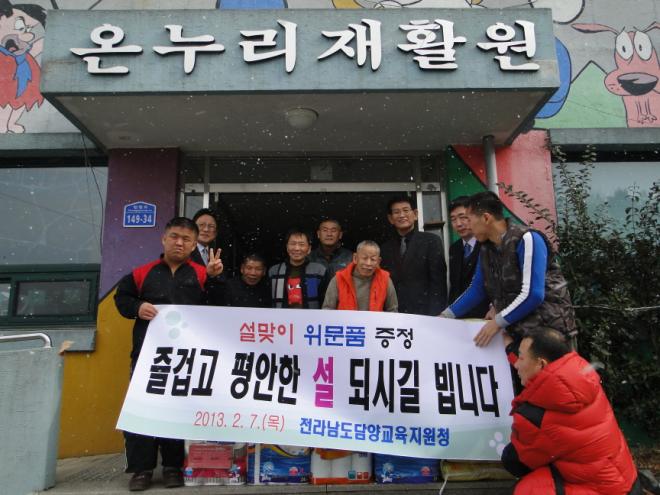 온누리재활원
149-34
설맞이 위문품 증정
즐겁고 평안한 설 되시길 빕니다
2013. 2. 7.(목) 전라남도담양교육지원청